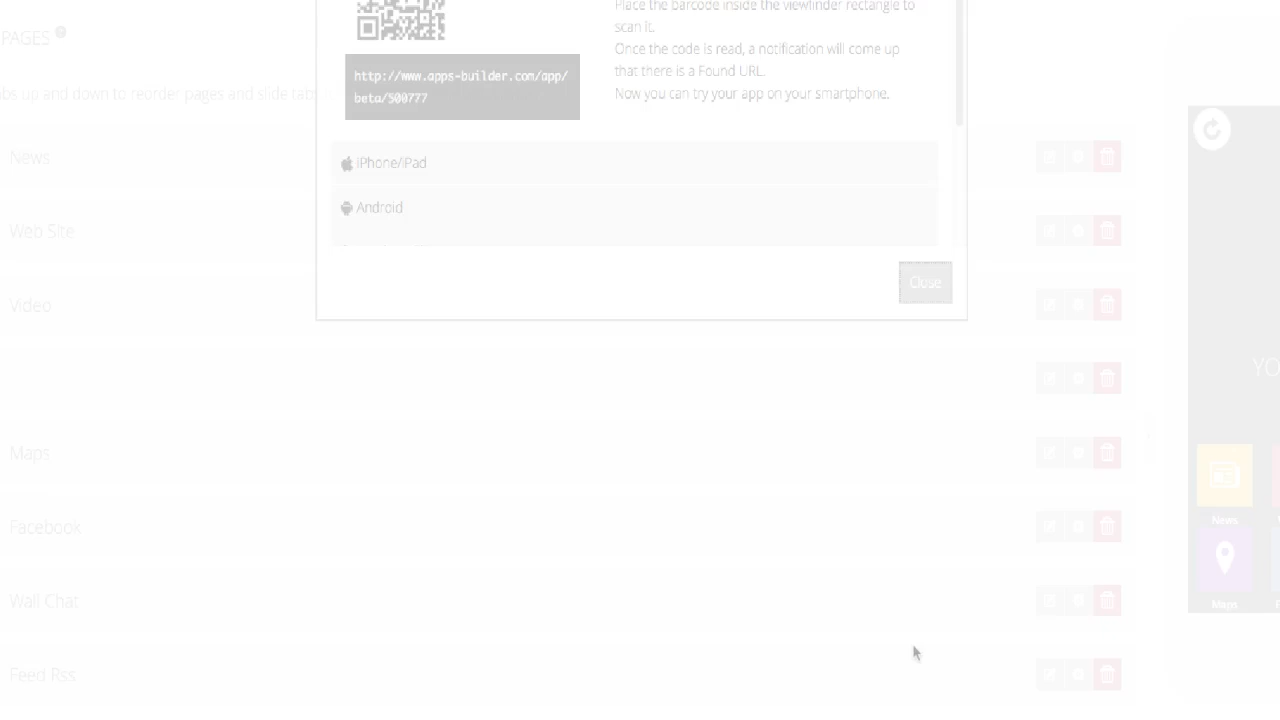 Place the barcode inside the viewfinder rectangle to
scan it.
Once the code is read, a notification will come up
that there is a Found URL.
Now you can try your app on your smartphone.
http://www.apps-builder.com/app/
beta/500777
iPhone/iPad
Android
Close
PAGES
up and down to reorder pages and slide
News
Web Site
Video
Maps
Facebook
Wall Chat
Feed Rss
YO
News
Maps